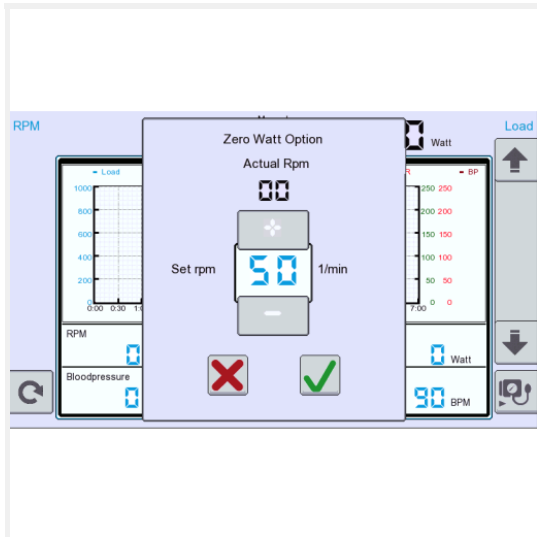 RPM
Load
Watt
Zero Watt Option
Actual Rpm
00
Set rpm
50
1/min
- Load
- BP
1000
800
600
400
200
0
0:00 0:30
7:00
250 250
200 200
150 150
100 100
50 50
0 0
RPM
0
0 Watt
Bloodpressure
0
90 BPM